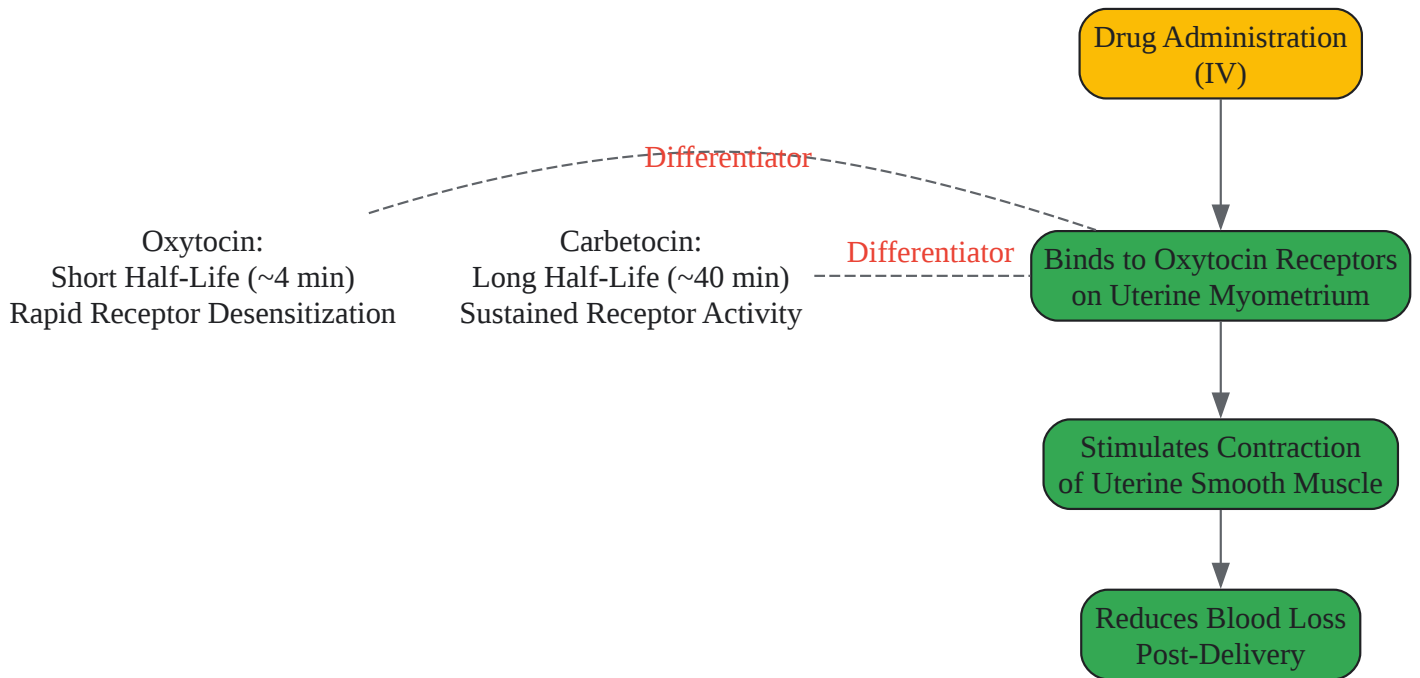 Drug Administration
(IV)
Differentiator
Oxytocin:
Short Half-Life (~4 min)
Rapid Receptor Desensitization
Carbetocin:
Long Half-Life (~40 min)
Sustained Receptor Activity
Differentiator
Binds to Oxytocin Receptors
on Uterine Myometrium
Stimulates Contraction
of Uterine Smooth Muscle
Reduces Blood Loss
Post-Delivery